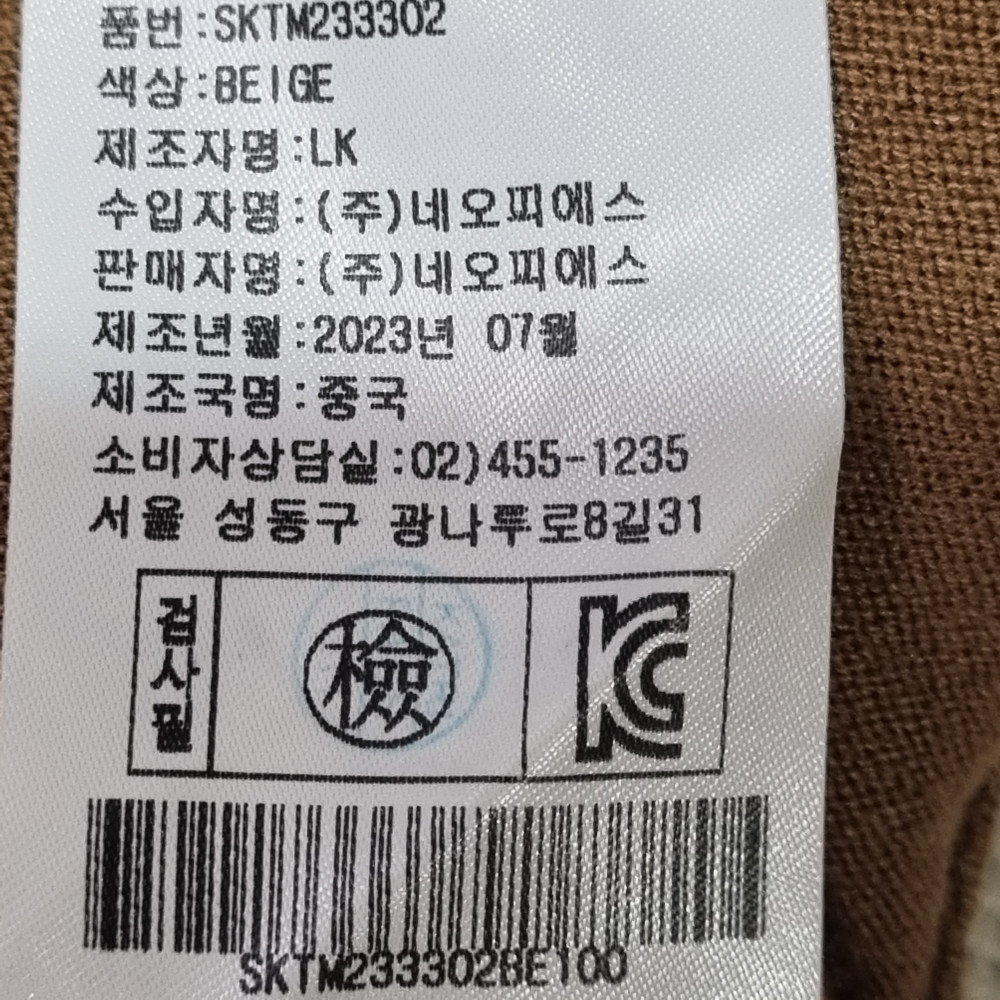 품번:SKTM233302
색상:BEIGE
제조자명:LK
수입자명:(주)네오피에스
판매자명:(주)네오피에스
제조년월:2023년 07월
제조국명:중국
소비자상담실:02)455-1235
서울 성동구 광나루로8길31
검사필
檢
KC
SKTM233302BE100